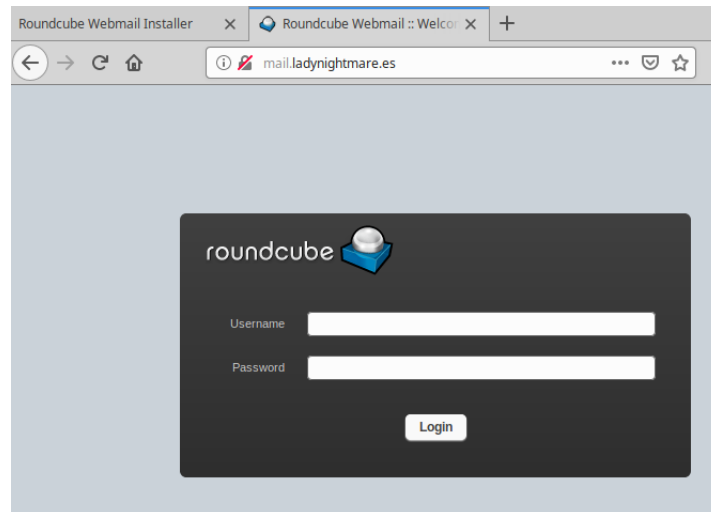 Roundcube Webmail Installer
Roundcube Webmail :: Welcor
mail.ladynightmare.es
roundcube
Username
Password
Login